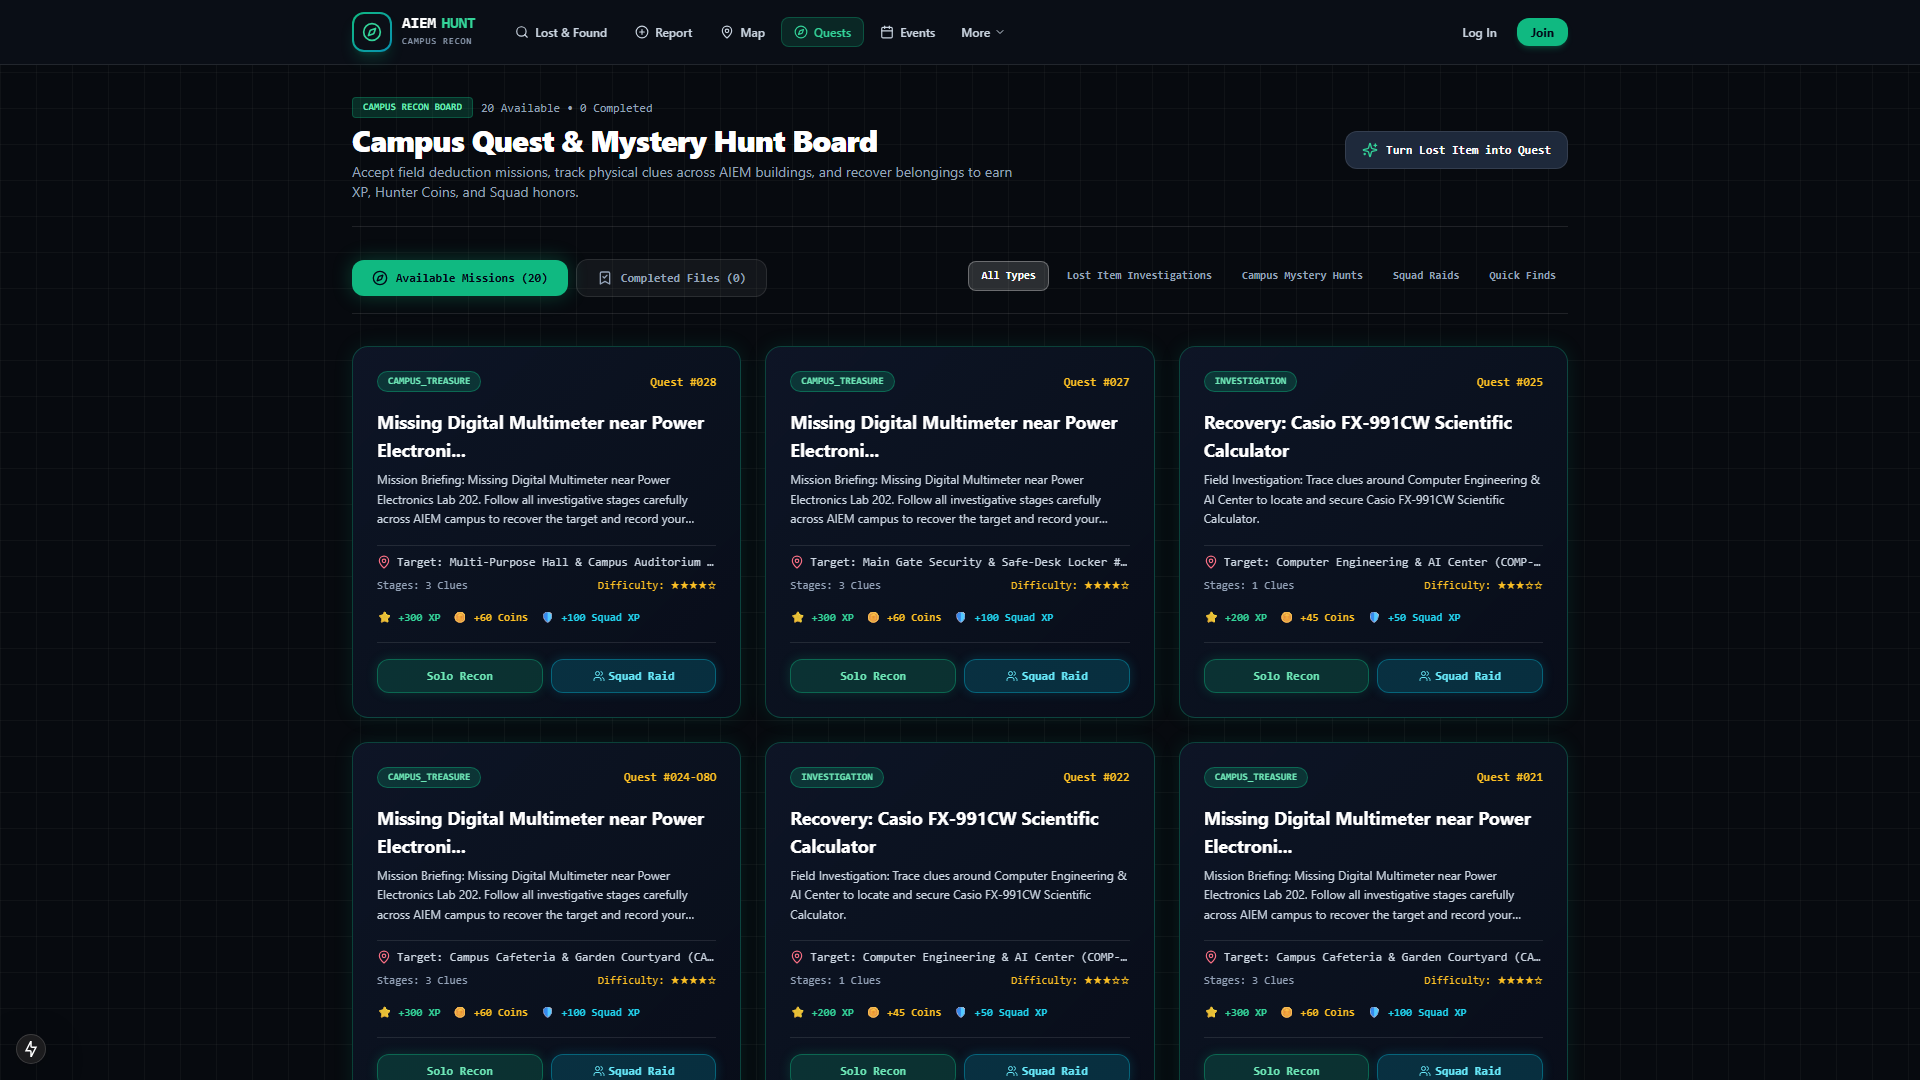 AIEM HUNT
CAMPUS RECON
Lost & Found
Report
Map
Quests
Events
More
Log In
Join
CAMPUS RECON BOARD
20 Available • 0 Completed
Campus Quest & Mystery Hunt Board
Accept field deduction missions, track physical clues across AIEM buildings, and recover belongings to earn
XP, Hunter Coins, and Squad honors.
Turn Lost Item into Quest
Available Missions (20)
Completed Files (0)
All Types
Lost Item Investigations
Campus Mystery Hunts
Squad Raids
Quick Finds
CAMPUS_TREASURE
Quest #028
Missing Digital Multimeter near Power
Electroni...
Mission Briefing: Missing Digital Multimeter near Power
Electronics Lab 202. Follow all investigative stages carefully
across AIEM campus to recover the target and record your...
Target: Multi-Purpose Hall & Campus Auditorium …
Stages: 3 Clues
Difficulty: ★★★★☆
+300 XP
+60 Coins
+100 Squad XP
Solo Recon
Squad Raid
CAMPUS_TREASURE
Quest #027
Missing Digital Multimeter near Power
Electroni...
Mission Briefing: Missing Digital Multimeter near Power
Electronics Lab 202. Follow all investigative stages carefully
across AIEM campus to recover the target and record your...
Target: Main Gate Security & Safe-Desk Locker #…
Stages: 3 Clues
Difficulty: ★★★★☆
+300 XP
+60 Coins
+100 Squad XP
Solo Recon
Squad Raid
INVESTIGATION
Quest #025
Recovery: Casio FX-991CW Scientific
Calculator
Field Investigation: Trace clues around Computer Engineering &
AI Center to locate and secure Casio FX-991CW Scientific
Calculator.
Target: Computer Engineering & AI Center (COMP-…
Stages: 1 Clues
Difficulty: ★★★☆☆
+200 XP
+45 Coins
+50 Squad XP
Solo Recon
Squad Raid
CAMPUS_TREASURE
Quest #024-O8O
Missing Digital Multimeter near Power
Electroni...
Mission Briefing: Missing Digital Multimeter near Power
Electronics Lab 202. Follow all investigative stages carefully
across AIEM campus to recover the target and record your...
Target: Campus Cafeteria & Garden Courtyard (CA…
Stages: 3 Clues
Difficulty: ★★★★☆
+300 XP
+60 Coins
+100 Squad XP
Solo Recon
Squad Raid
INVESTIGATION
Quest #022
Recovery: Casio FX-991CW Scientific
Calculator
Field Investigation: Trace clues around Computer Engineering &
AI Center to locate and secure Casio FX-991CW Scientific
Calculator.
Target: Computer Engineering & AI Center (COMP-…
Stages: 1 Clues
Difficulty: ★★★☆☆
+200 XP
+45 Coins
+50 Squad XP
Solo Recon
Squad Raid
CAMPUS_TREASURE
Quest #021
Missing Digital Multimeter near Power
Electroni...
Mission Briefing: Missing Digital Multimeter near Power
Electronics Lab 202. Follow all investigative stages carefully
across AIEM campus to recover the target and record your...
Target: Campus Cafeteria & Garden Courtyard (CA…
Stages: 3 Clues
Difficulty: ★★★★☆
+300 XP
+60 Coins
+100 Squad XP
Solo Recon
Squad Raid